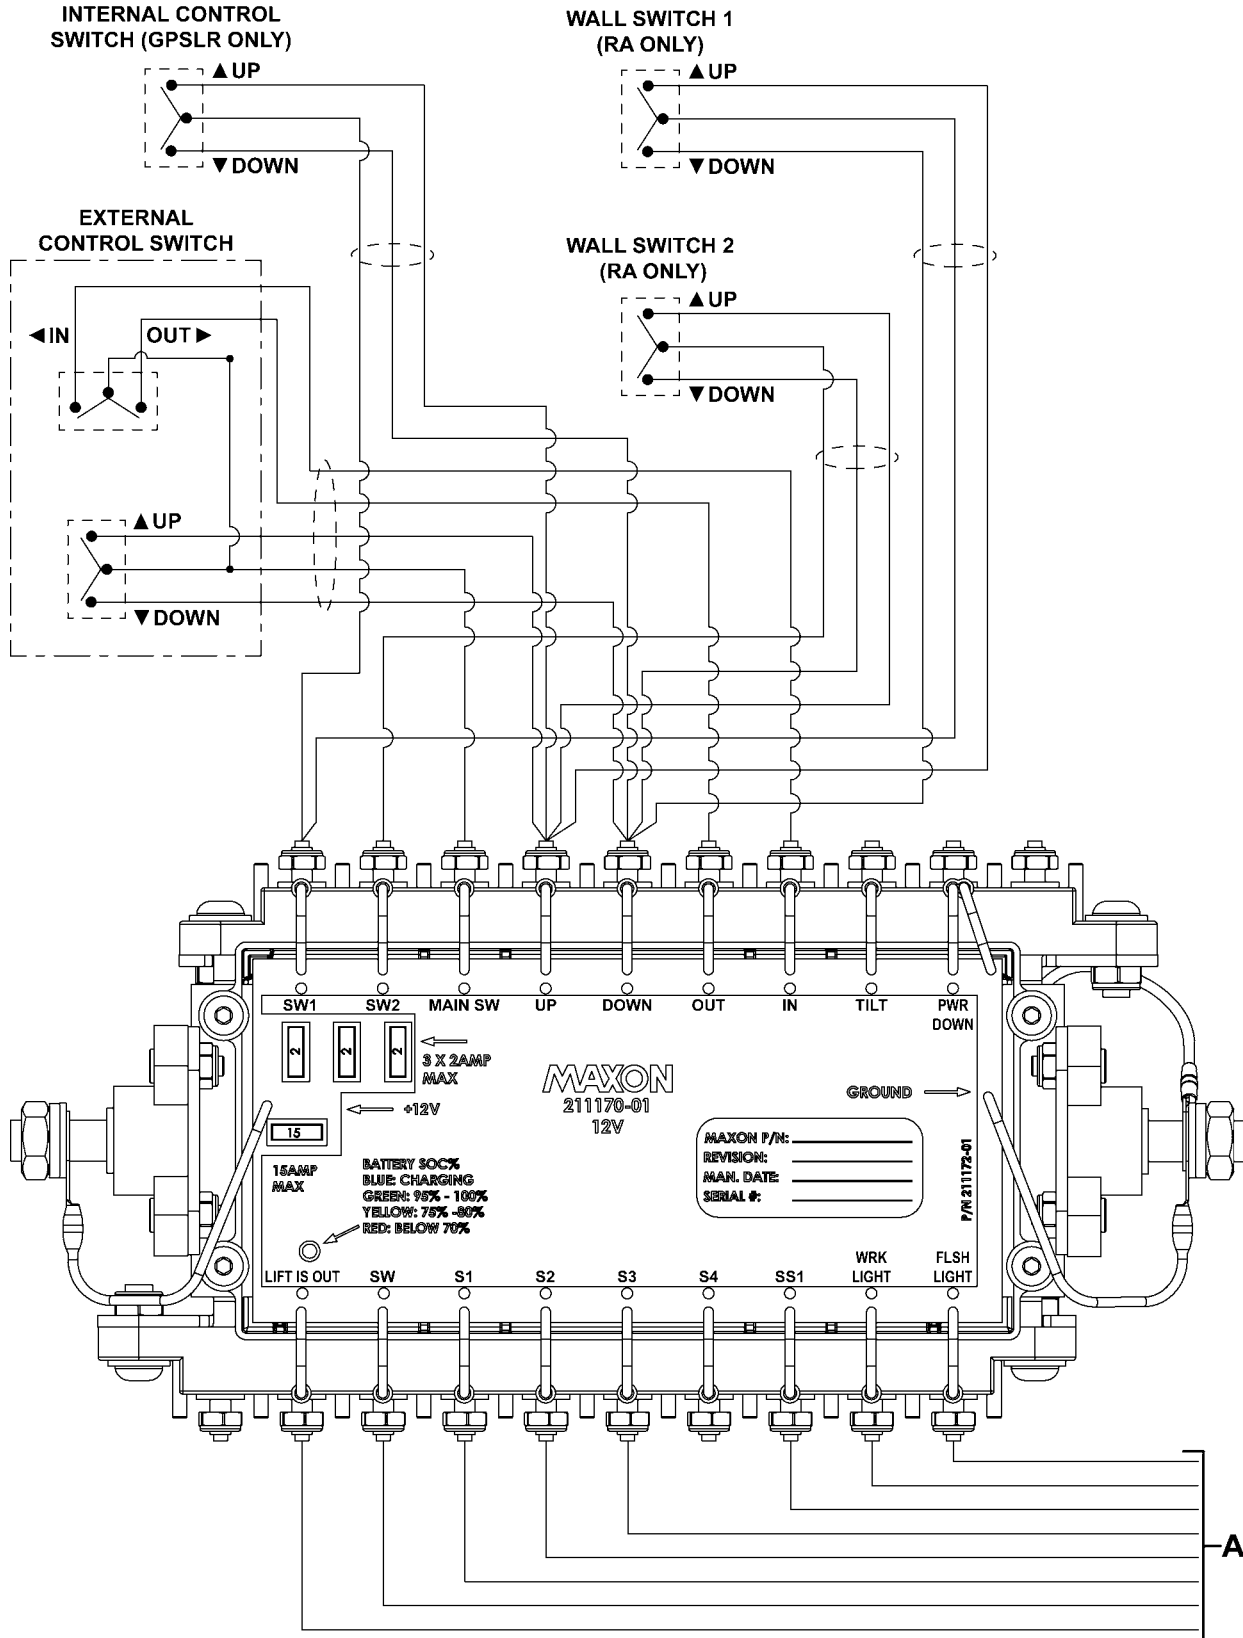 INTERNAL CONTROL
SWITCH (GPSLR ONLY)
▲UP
▼DOWN
WALL SWITCH 1
(RA ONLY)
▲UP
▼DOWN
EXTERNAL
CONTROL SWITCH
◄IN
OUT►
▲UP
▼DOWN
WALL SWITCH 2
(RA ONLY)
▲UP
▼DOWN
SW1
SW2
MAIN SW
UP
DOWN
OUT
IN
TILT
PWR
DOWN
2
2
2
3 X 2AMP
MAX
+12V
15
15AMP
MAX
MAXON
211170-01
12V
GROUND
BATTERY SOC%
BLUE: CHARGING
GREEN: 95% - 100%
YELLOW: 75% -80%
RED: BELOW 70%
MAXON P/N:
REVISION:
MAN. DATE:
SERIAL #:
P/N 211172-01
LIFT IS OUT
SW
S1
S2
S3
S4
SS1
WRK
LIGHT
FLSH
LIGHT
A